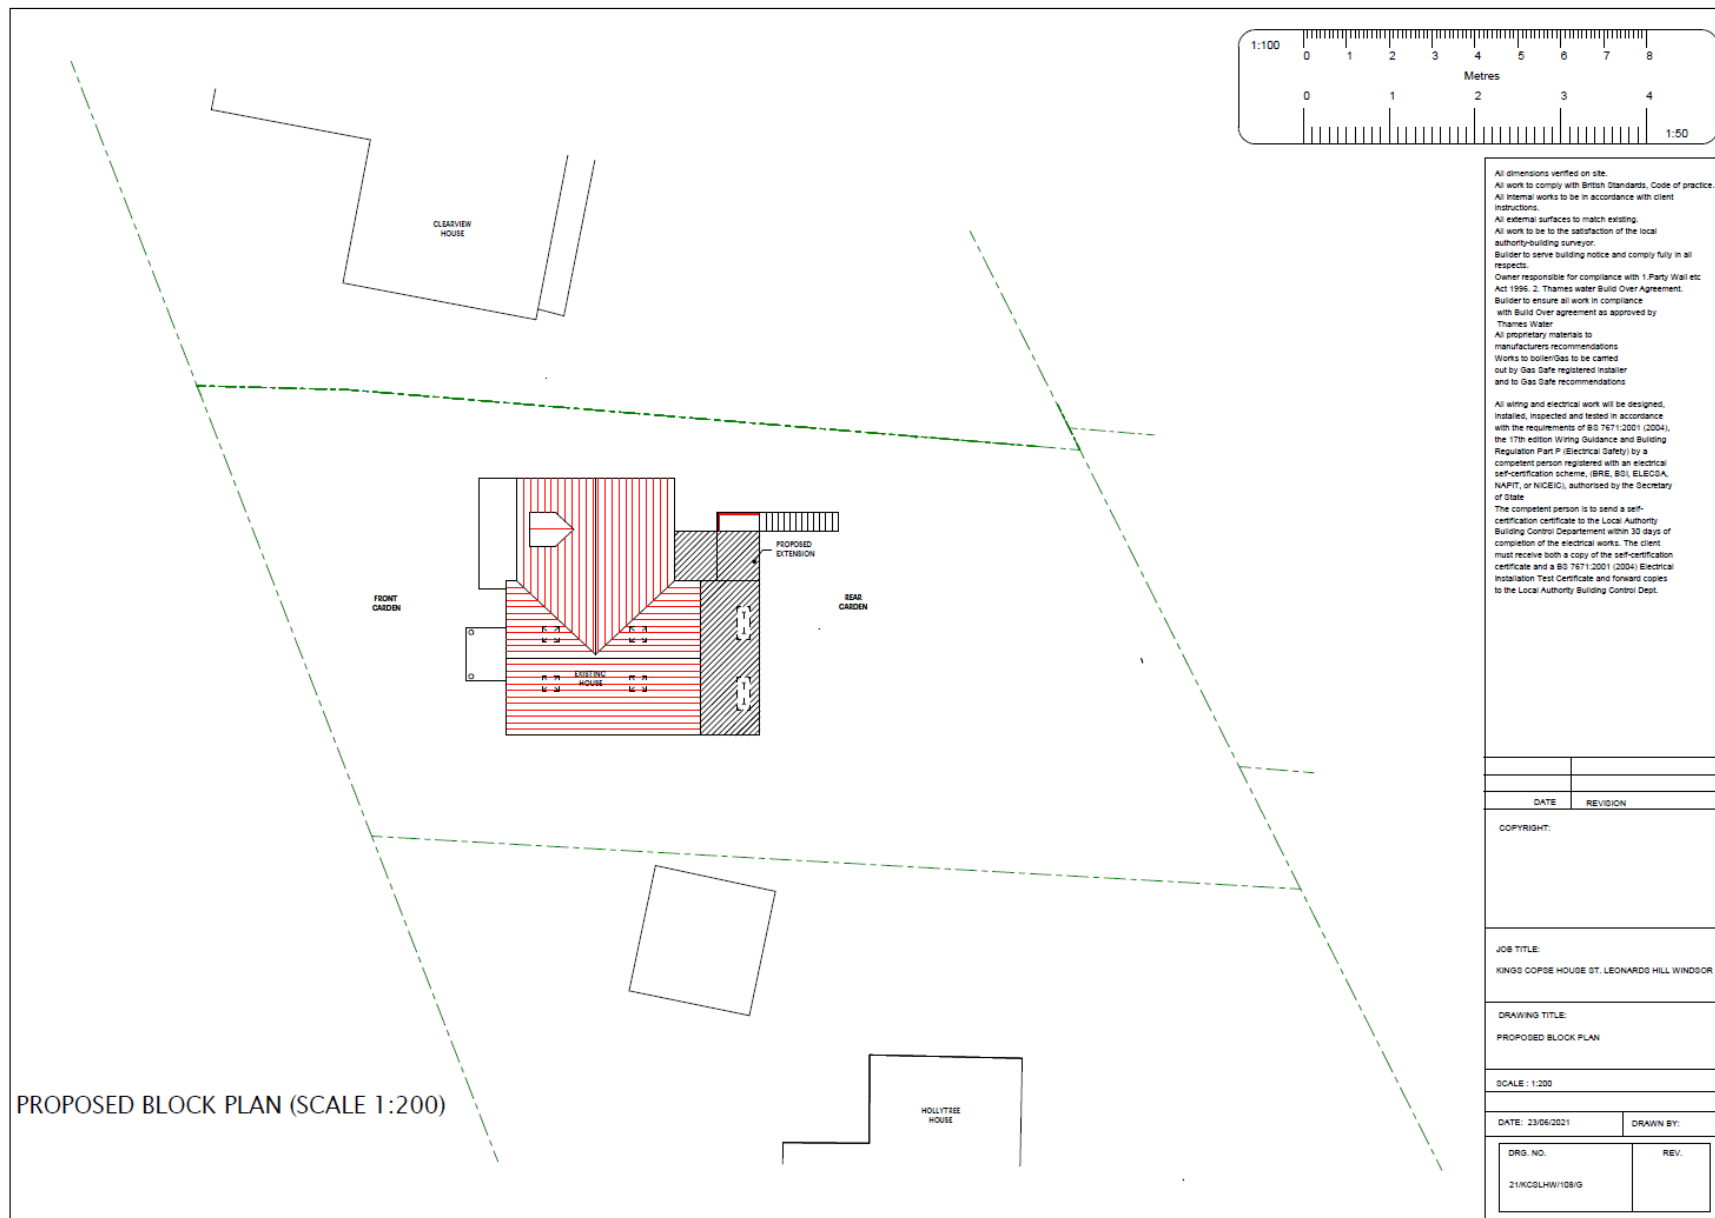 1:100
0 1 2 3 4 5 6 7 8
Metres
0 1 2 3 4
1:50
CLEARVIEW
HOUSE
PROPOSED
EXTENSION
FRONT
GARDEN
REAR
GARDEN
EXISTING
HOUSE
HOLLYTREE
HOUSE
PROPOSED BLOCK PLAN (SCALE 1:200)
All dimensions verified on site.
All work to comply with British Standards, Code of practice.
All internal works to be in accordance with client
instructions.
All external surfaces to match existing.
All work to be to the satisfaction of the local
authority-building surveyor.
Builder to serve building notice and comply fully in all
respects.
Owner responsible for compliance with 1.Party Wall etc
Act 1996. 2. Thames water Build Over Agreement.
Builder to ensure all work in compliance
with Build Over agreement as approved by
Thames Water
All proprietary materials to
manufacturers recommendations
Works to boiler/Gas to be carried
out by Gas Safe registered installer
and to Gas Safe recommendations
All wiring and electrical work will be designed,
installed, inspected and tested in accordance
with the requirements of BS 7671:2001 (2004),
the 17th edition Wiring Guidance and Building
Regulation Part P (Electrical Safety) by a
competent person registered with an electrical
self-certification scheme, (BRE, BSI, ELECSA,
NAPIT, or NICEIC), authorised by the Secretary
of State
The competent person is to send a self-
certification certificate to the Local Authority
Building Control Departement within 30 days of
completion of the electrical works. The client
must receive both a copy of the self-certification
certificate and a BS 7671:2001 (2004) Electrical
Installation Test Certificate and forward copies
to the Local Authority Building Control Dept.
DATE REVISION
COPYRIGHT:
JOB TITLE:
KINGS COPSE HOUSE ST. LEONARDS HILL WINDSOR
DRAWING TITLE:
PROPOSED BLOCK PLAN
SCALE : 1:200
DATE: 23/06/2021 DRAWN BY:
DRG. NO. REV.
21/KCSLHW/108/G